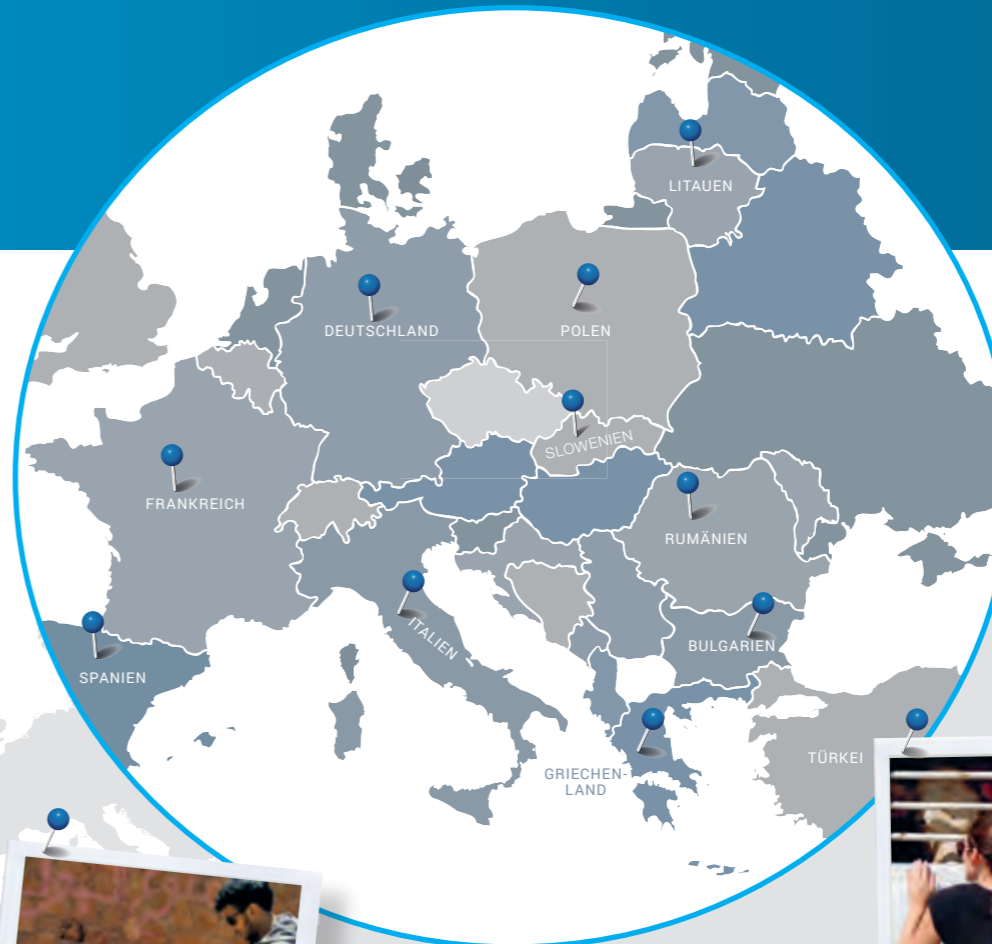 LITAUEN
DEUTSCHLAND
POLEN
SLOWENIEN
FRANKREICH
RUMÄNIEN
ITALIEN
BULGARIEN
SPANIEN
TÜRKEI
GRIECHEN-
LAND